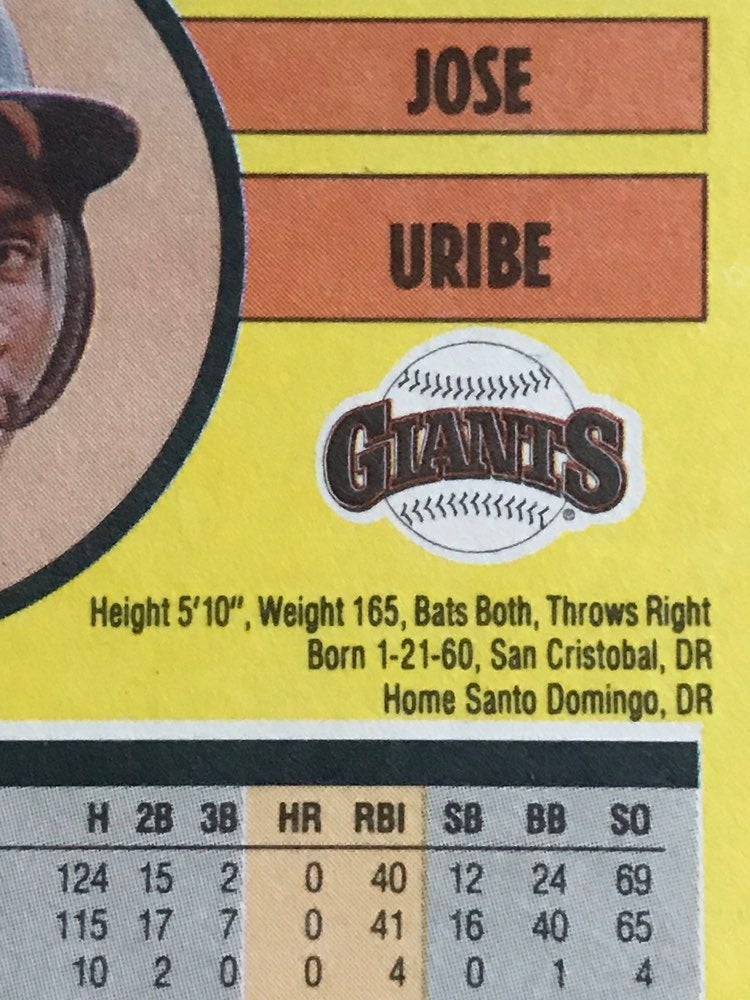 JOSE
URIBE
GIANTS
®
Height 5'10", Weight 165, Bats Both, Throws Right
Born 1-21-60, San Cristobal, DR
Home Santo Domingo, DR
H 2B 3B HR RBI SB BB SO
124 15 2 0 40 12 24 69
115 17 7 0 41 16 40 65
10 2 0 0 4 0 1 4